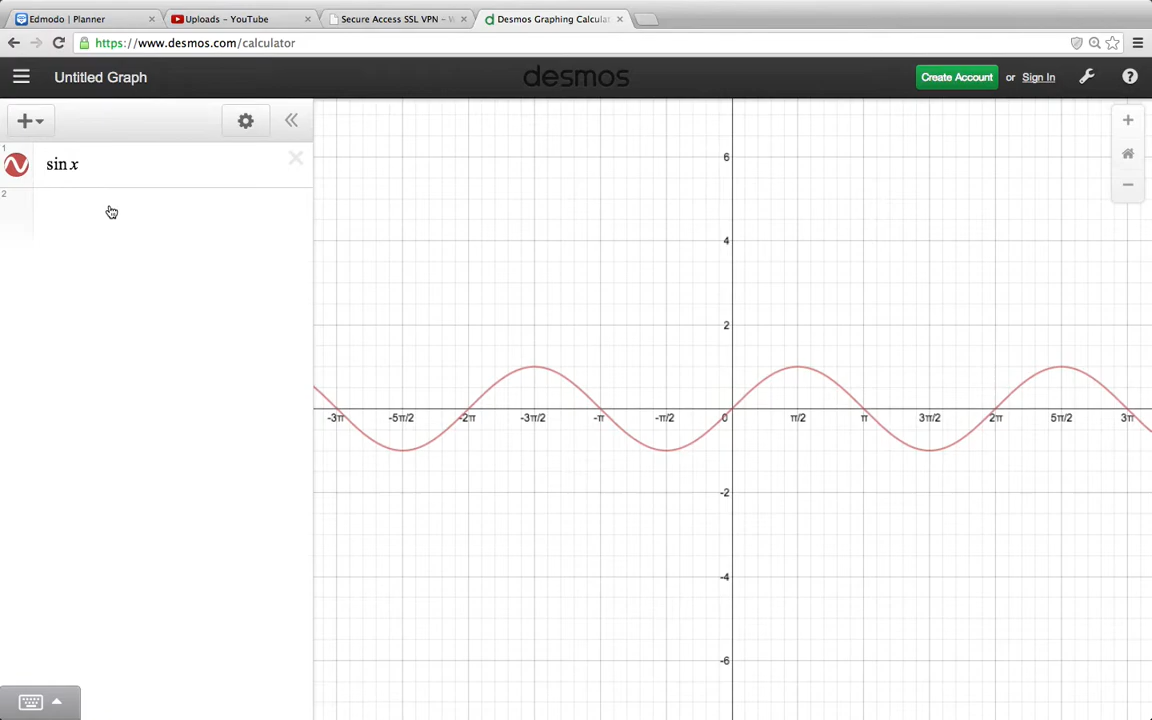 Edmodo | Planner
Uploads - YouTube
Secure Access SSL VPN -
Desmos Graphing Calculat
https://www.desmos.com/calculator
Untitled Graph
desmos
Create Account or Sign In
1
sin x
2
6
4
2
-3π -5π/2 -2π -3π/2 -π -π/2 0 π/2 π 3π/2 2π 5π/2 3π
-2
-4
-6